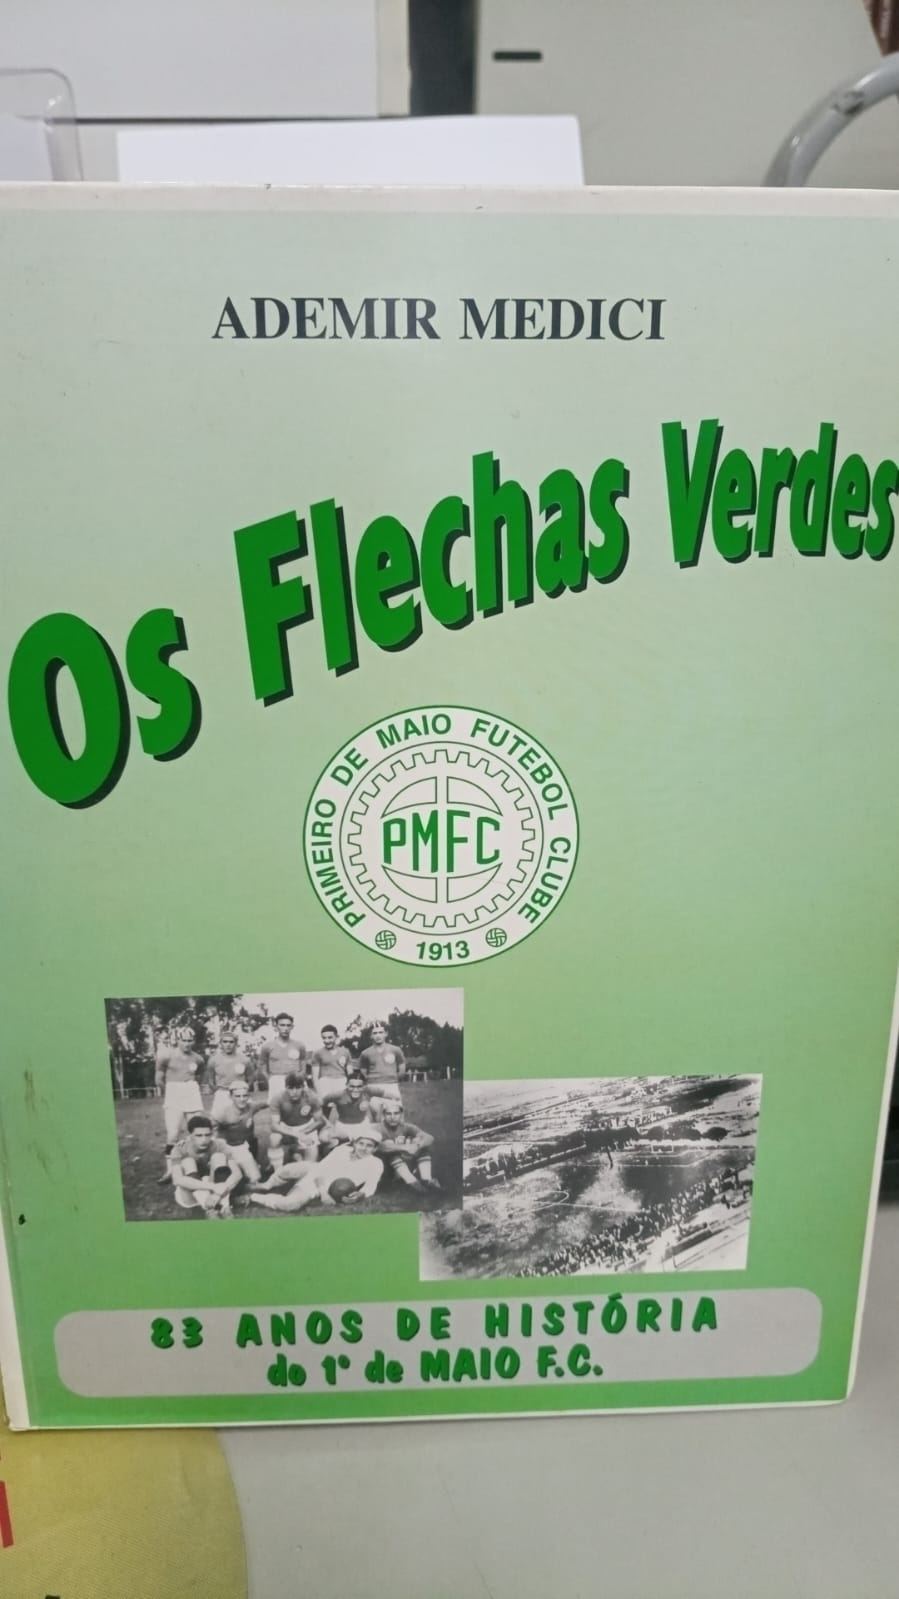 ADEMIR MEDICI
Os Flechas Verdes
PRIMEIRO DE MAIO FUTEBOL CLUBE
PMFC
1913
83 ANOS DE HISTÓRIA
do 1º de MAIO F.C.